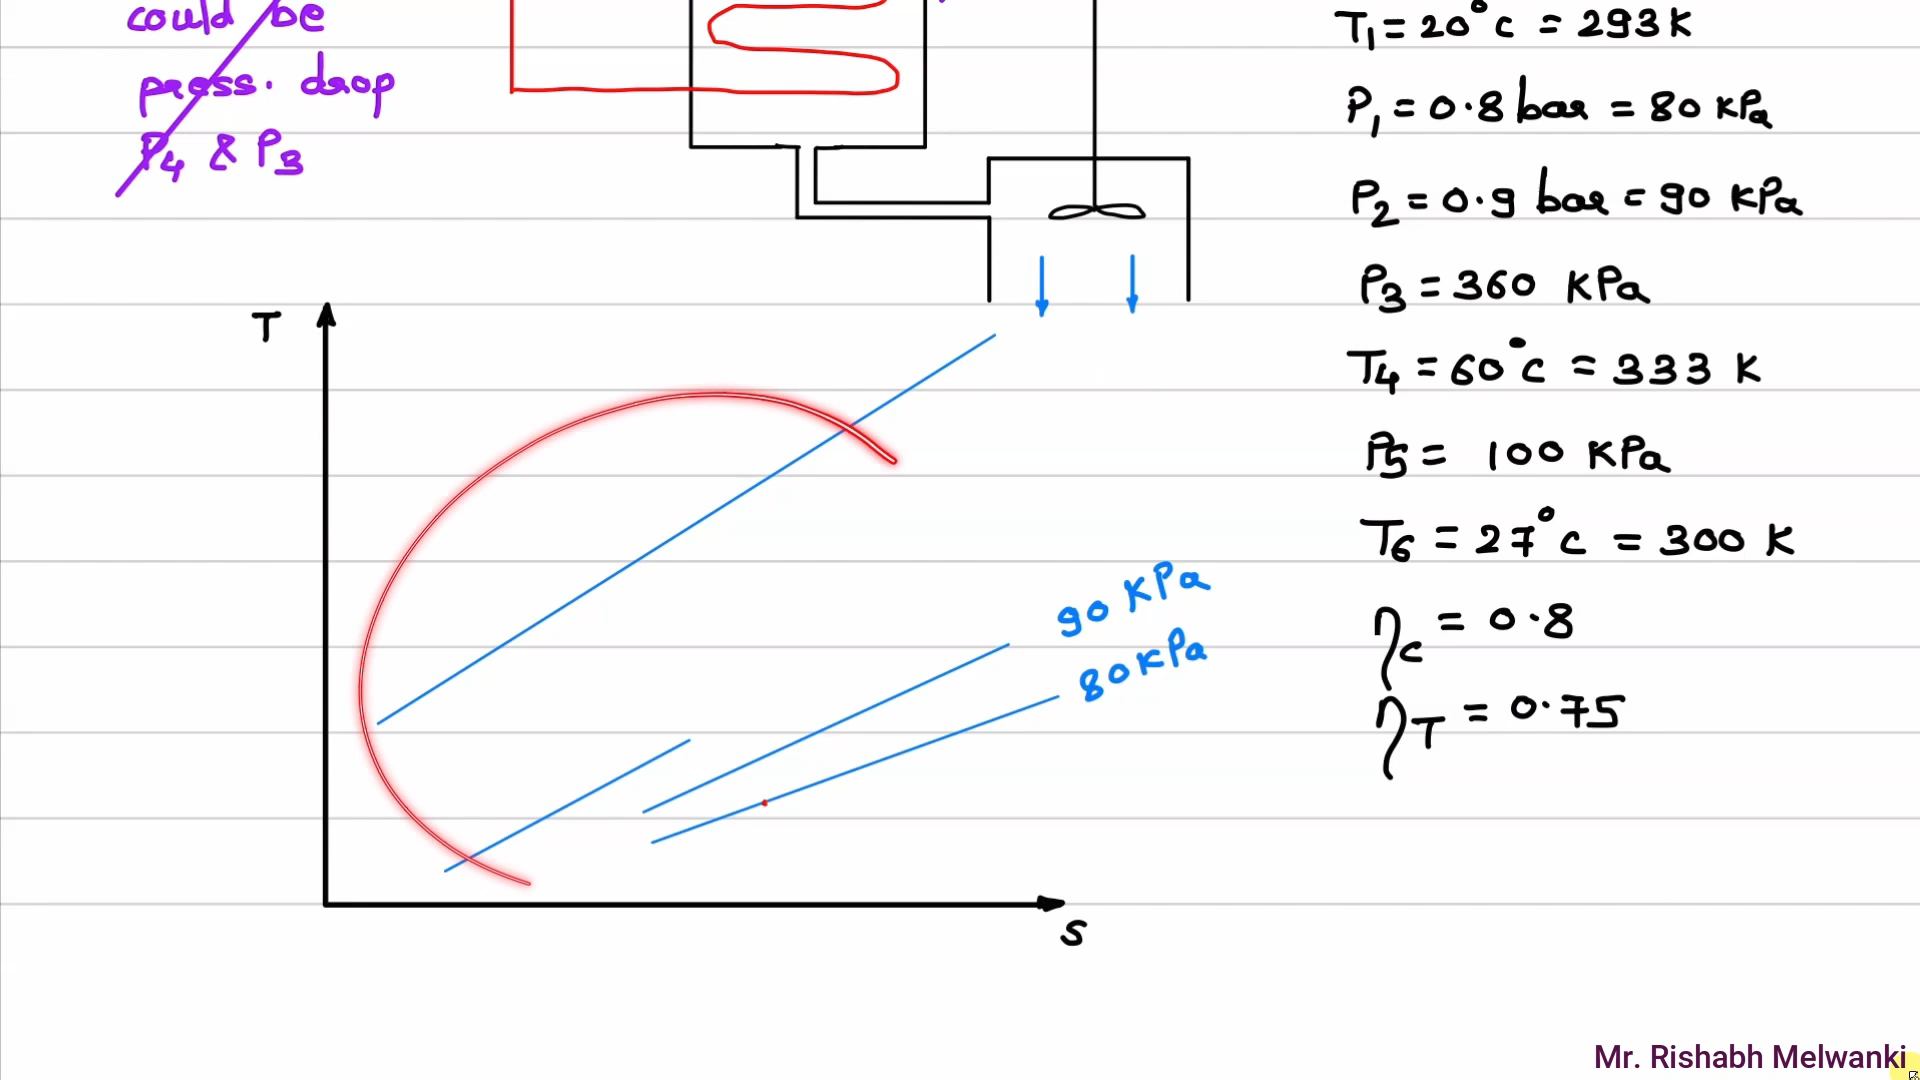 could be
press. drop
P4 & P3
T1 = 20°c = 293 K
P1 = 0.8 bar = 80 KPa
P2 = 0.9 bar = 90 KPa
P3 = 360 KPa
T4 = 60°c = 333 K
P5 = 100 KPa
T6 = 27°c = 300 K
ηc = 0.8
ηT = 0.75
T
90 KPa
80 KPa
s
Mr. Rishabh Melwanki